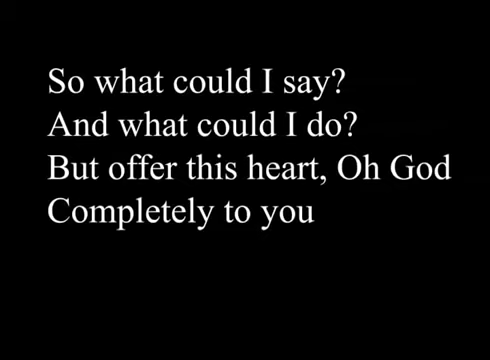 So what could I say?
And what could I do?
But offer this heart, Oh God
Completely to you